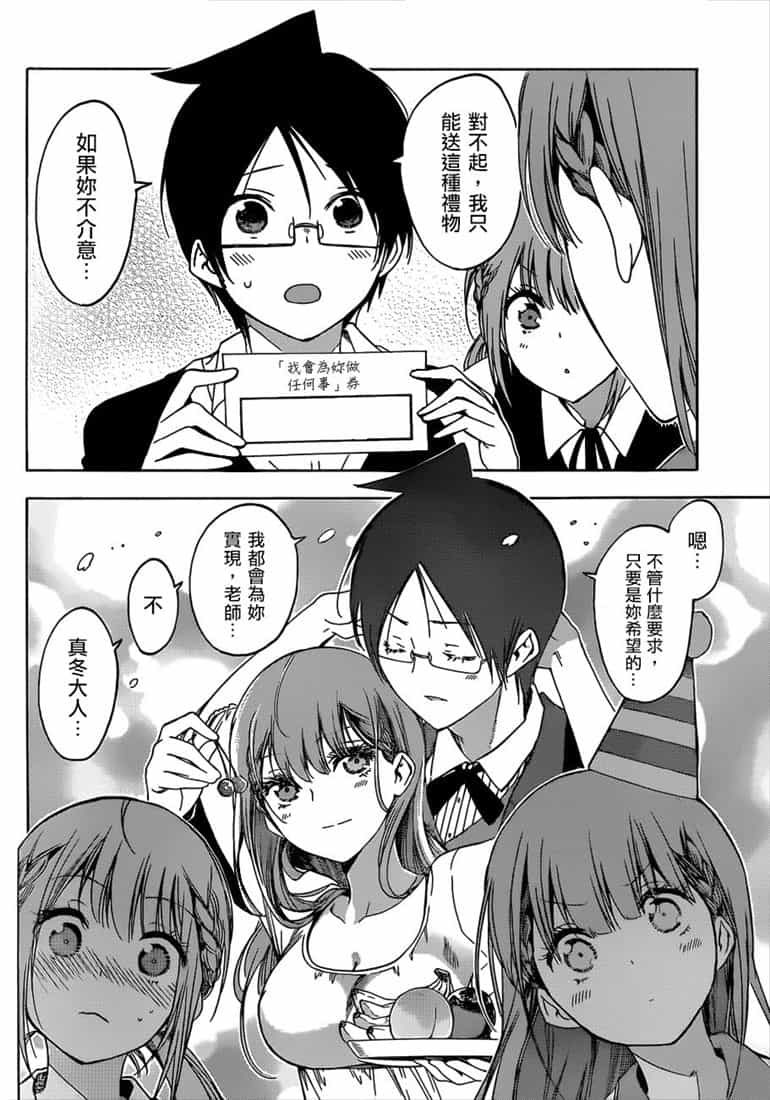 對不起，我只
能送這種禮物
如果妳不介意…
「我會為妳做
任何事」券
嗯…
不管什麼要求，
只要是妳希望的…
我都會為妳
實現，老師…
不
真冬大人…